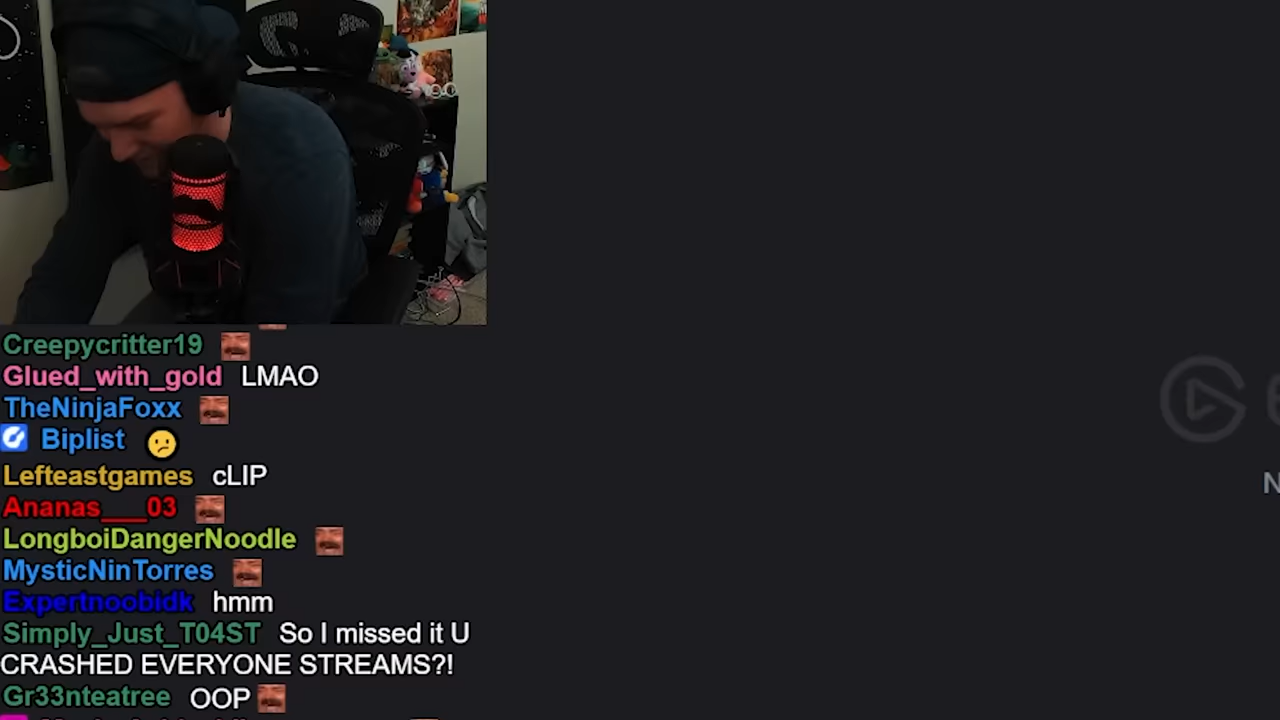 Creepycritter19
Glued_with_gold LMAO
TheNinjaFoxx
Biplist
Lefteastgames cLIP
Ananas___03
LongboiDangerNoodle
MysticNinTorres
Expertnoobidk hmm
Simply_Just_T04ST So I missed it U
CRASHED EVERYONE STREAMS?!
Gr33nteatree OOP
N